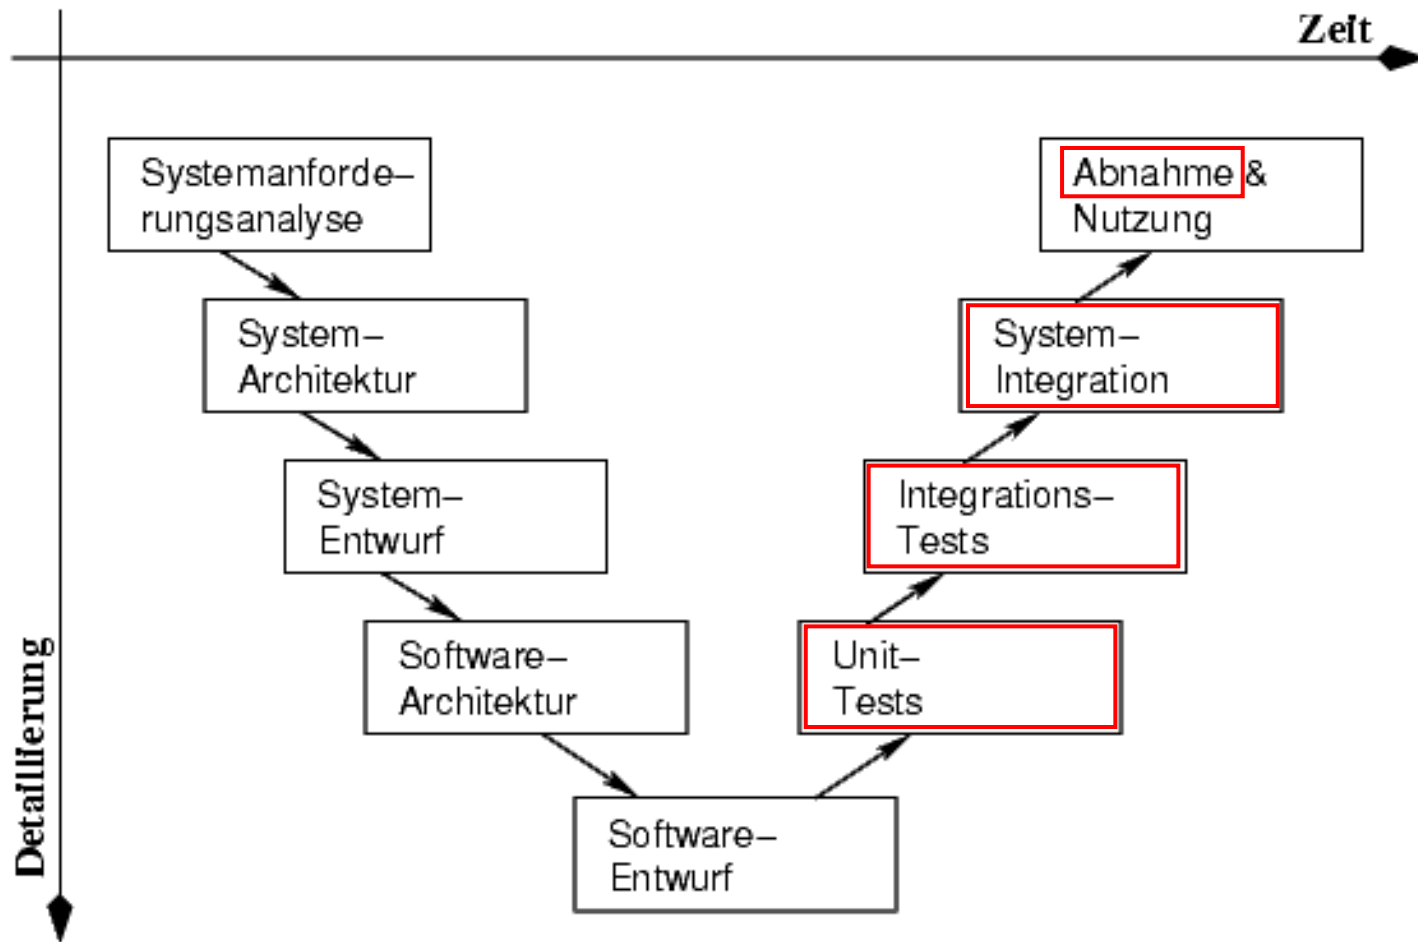 Zeit
Systemanforde–
rungsanalyse
Abnahme &
Nutzung
System–
Architektur
System–
Integration
System–
Entwurf
Integrations–
Tests
Software–
Architektur
Unit–
Tests
Software–
Entwurf
Detaillierung